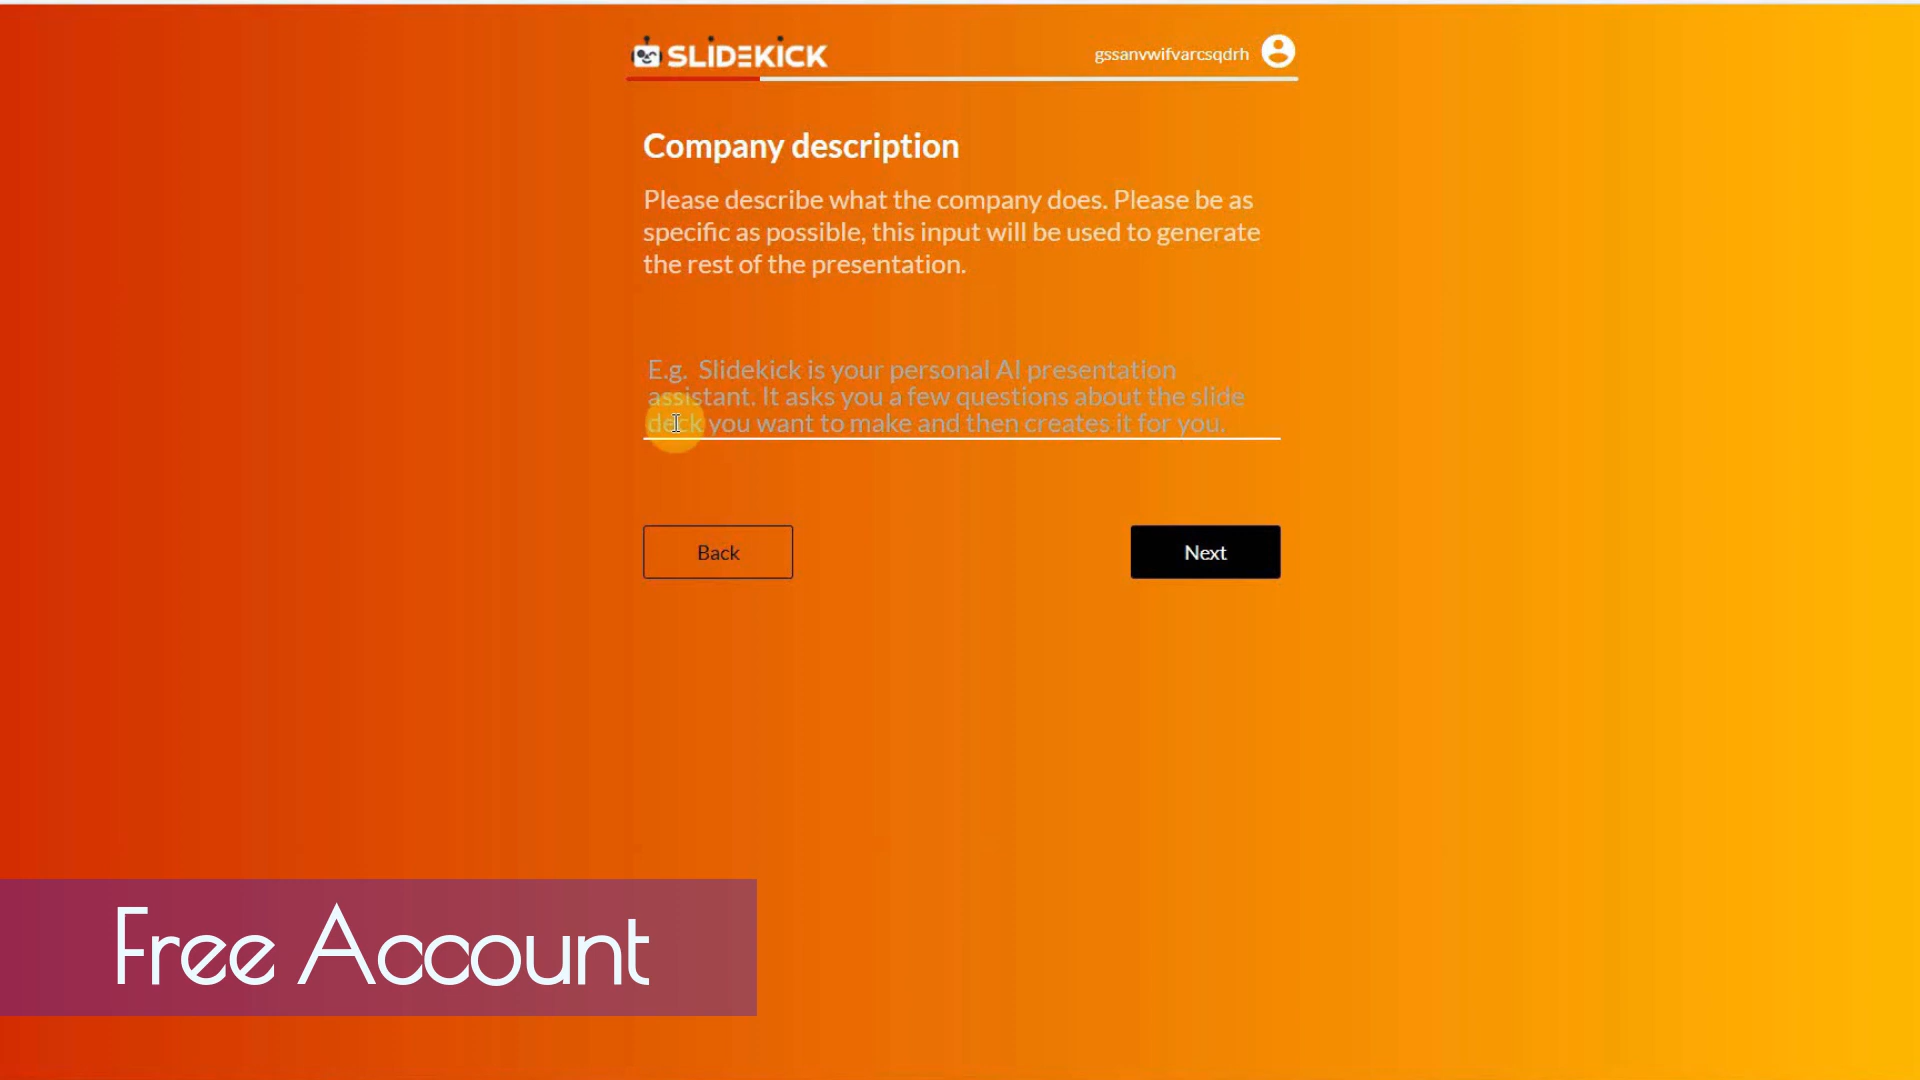 SLIDEKICK
gssanvwifvarcsqdrh
Company description
Please describe what the company does. Please be as
specific as possible, this input will be used to generate
the rest of the presentation.
E.g. Slidekick is your personal AI presentation
assistant. It asks you a few questions about the slide
deck you want to make and then creates it for you.
Back
Next
Free Account